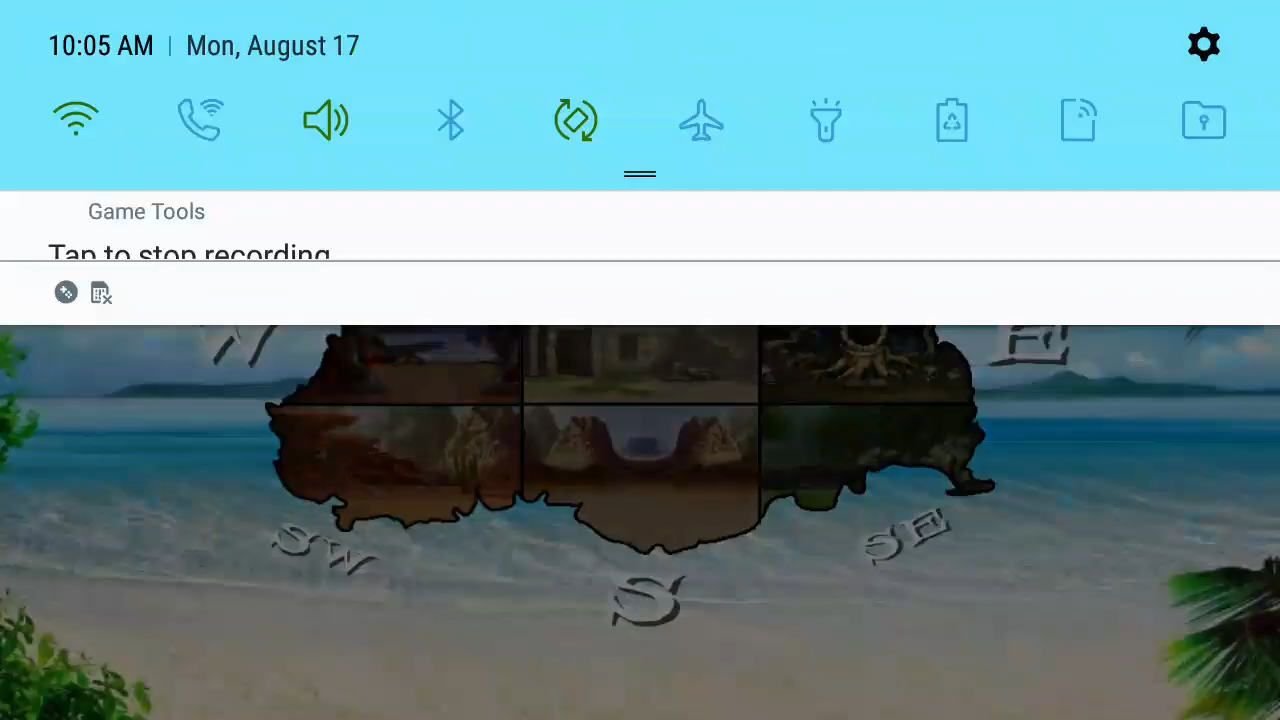 10:05 AM | Mon, August 17
Game Tools
Tap to stop recording
W E
SW SE
S